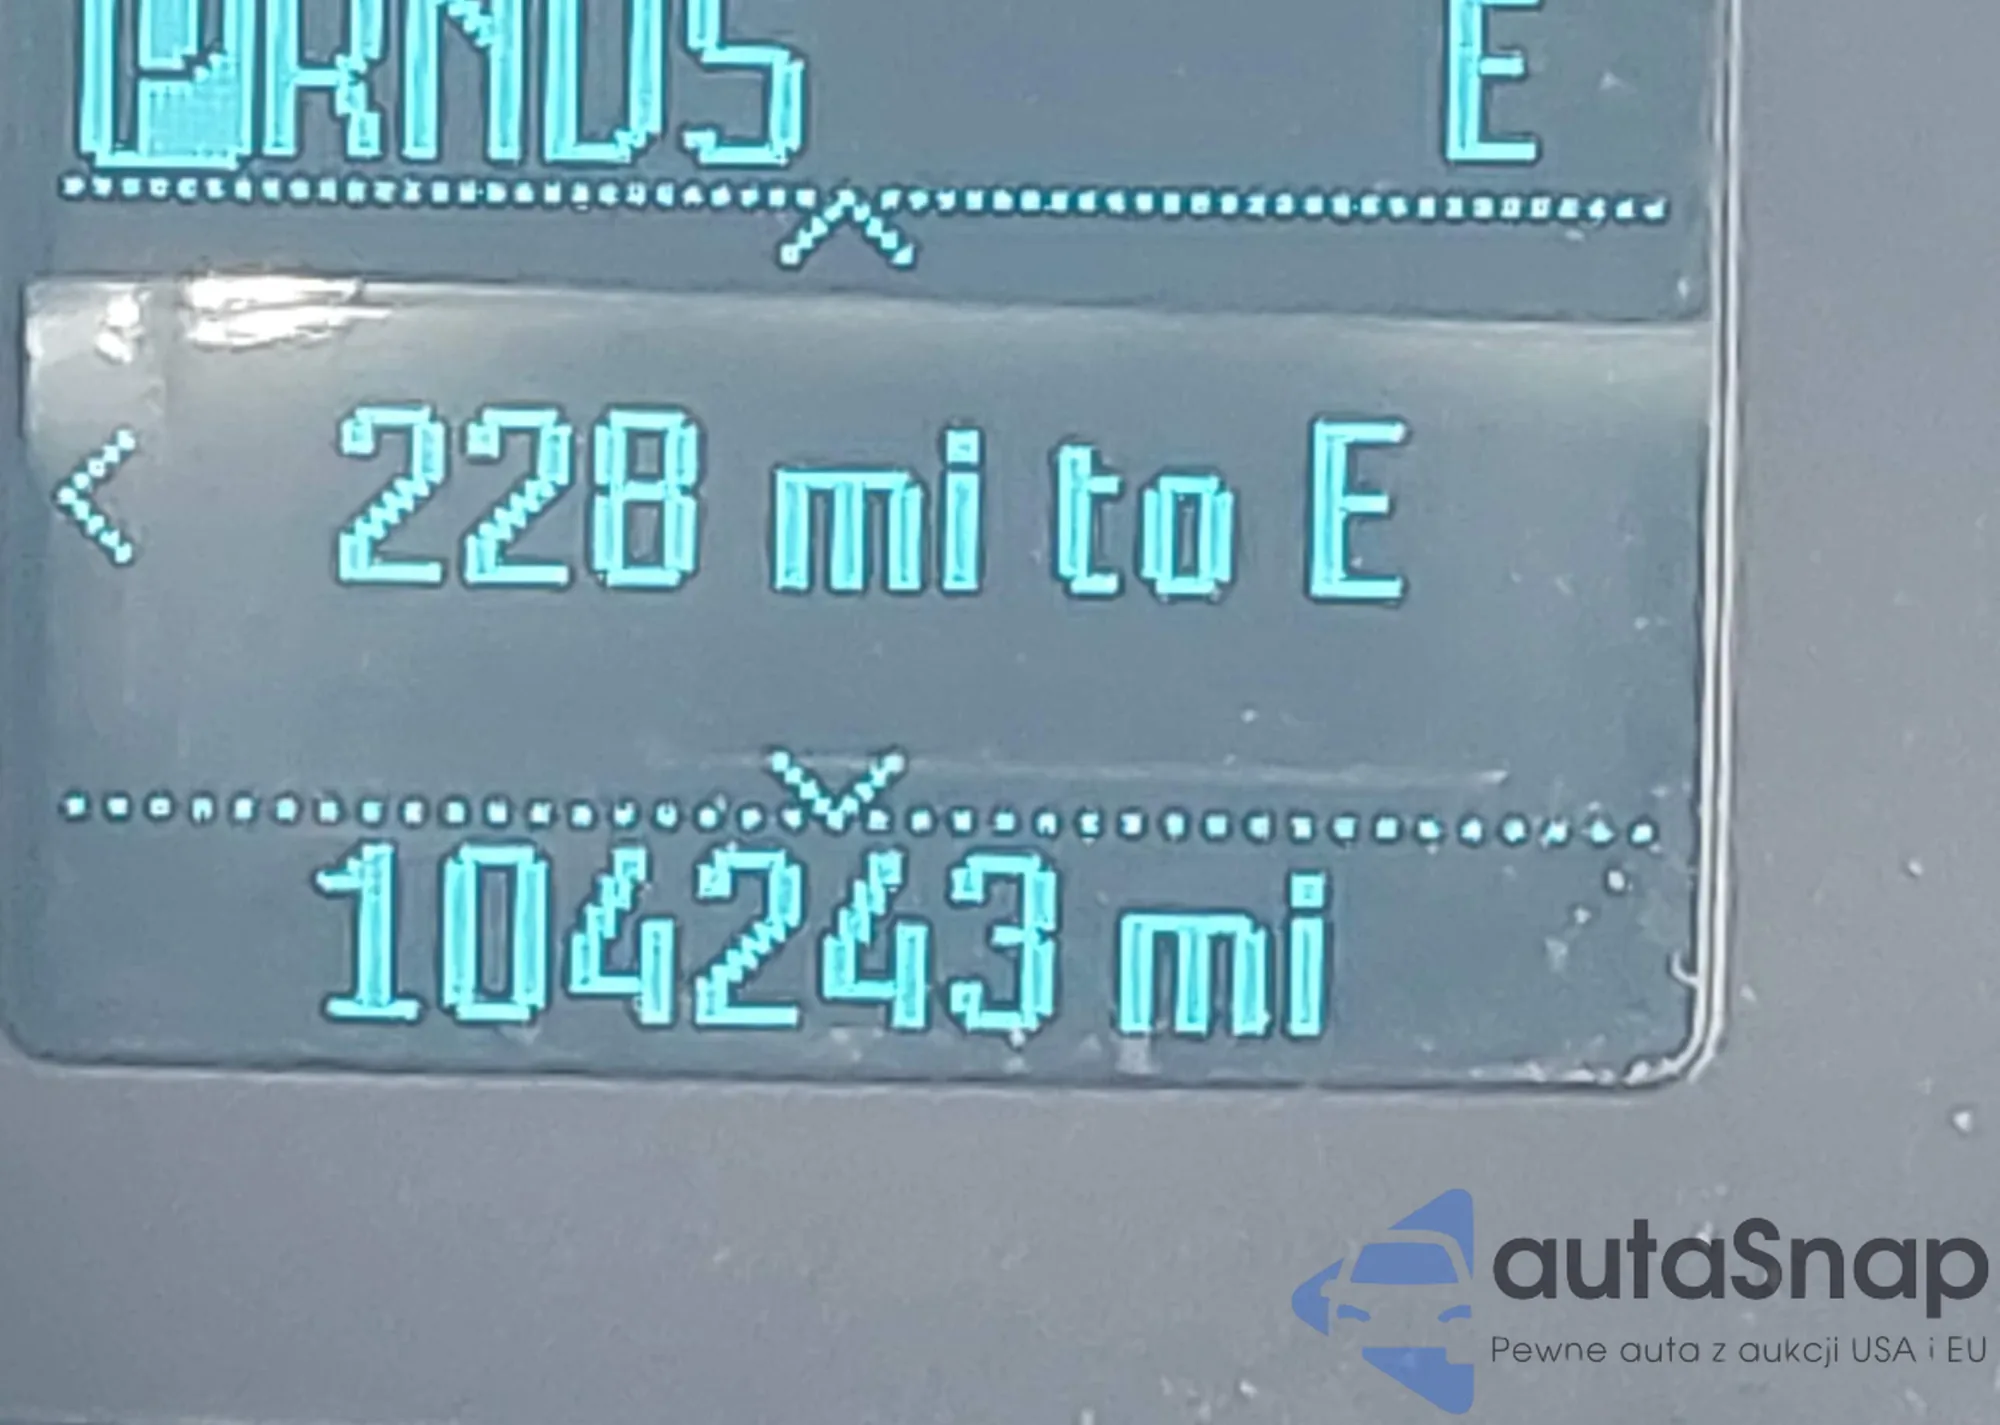 PRNDS E
< 228 mi to E
104243 mi
autaSnap
Pewne auta z aukcji USA i EU